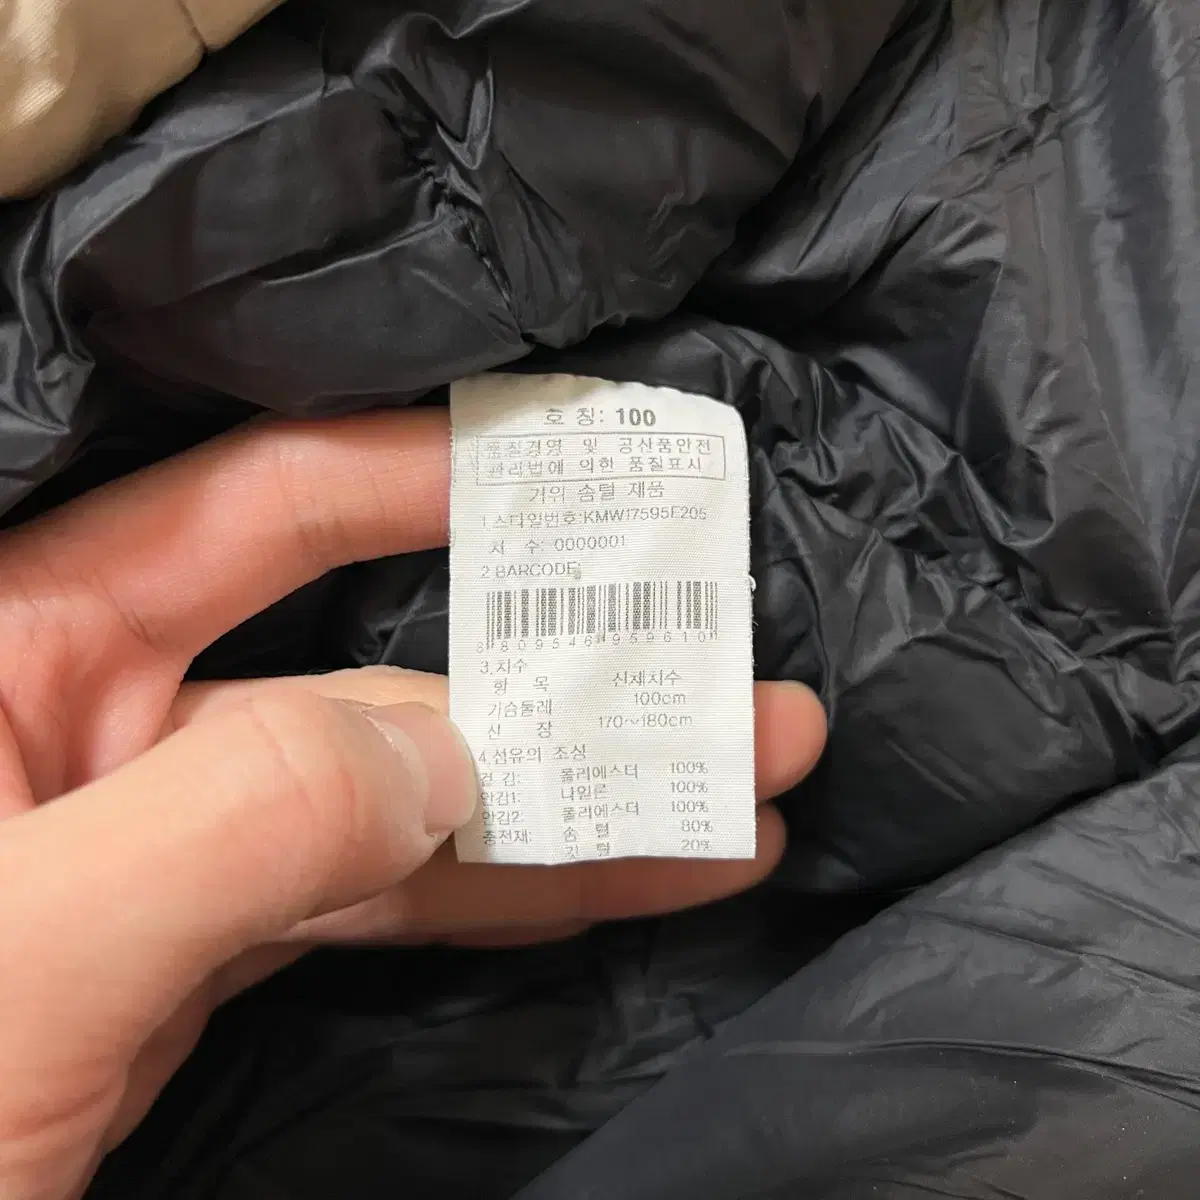 호 칭: 100
품질경영 및 공산품안전
관리법에 의한 품질표시
거위 솜털 제품
1.스타일번호:KMW17595F205
치 수: 0000001
2.BARCODE:
8 809546 959610
3.치수
항 목 신체치수
가슴둘레 100cm
신 장 170~180cm
4.섬유의 조성
겉 감: 폴리에스터 100%
안감1: 나일론 100%
안감2: 폴리에스터 100%
충전재: 솜 털 80%
깃 털 20%